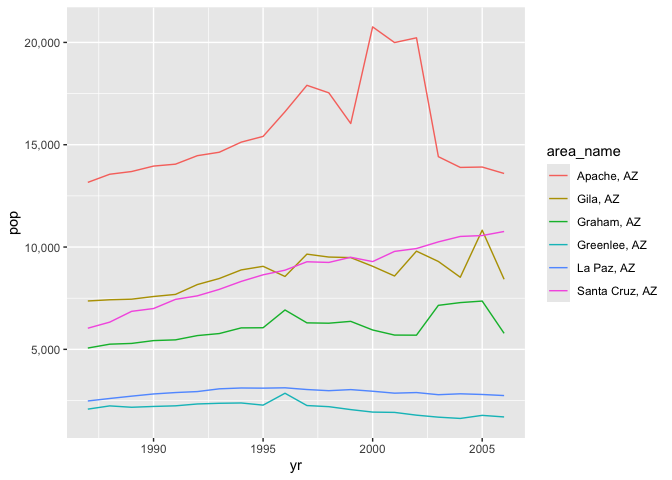 20,000
15,000
10,000
5,000
pop
1990
1995
2000
2005
yr
area_name
Apache, AZ
Gila, AZ
Graham, AZ
Greenlee, AZ
La Paz, AZ
Santa Cruz, AZ